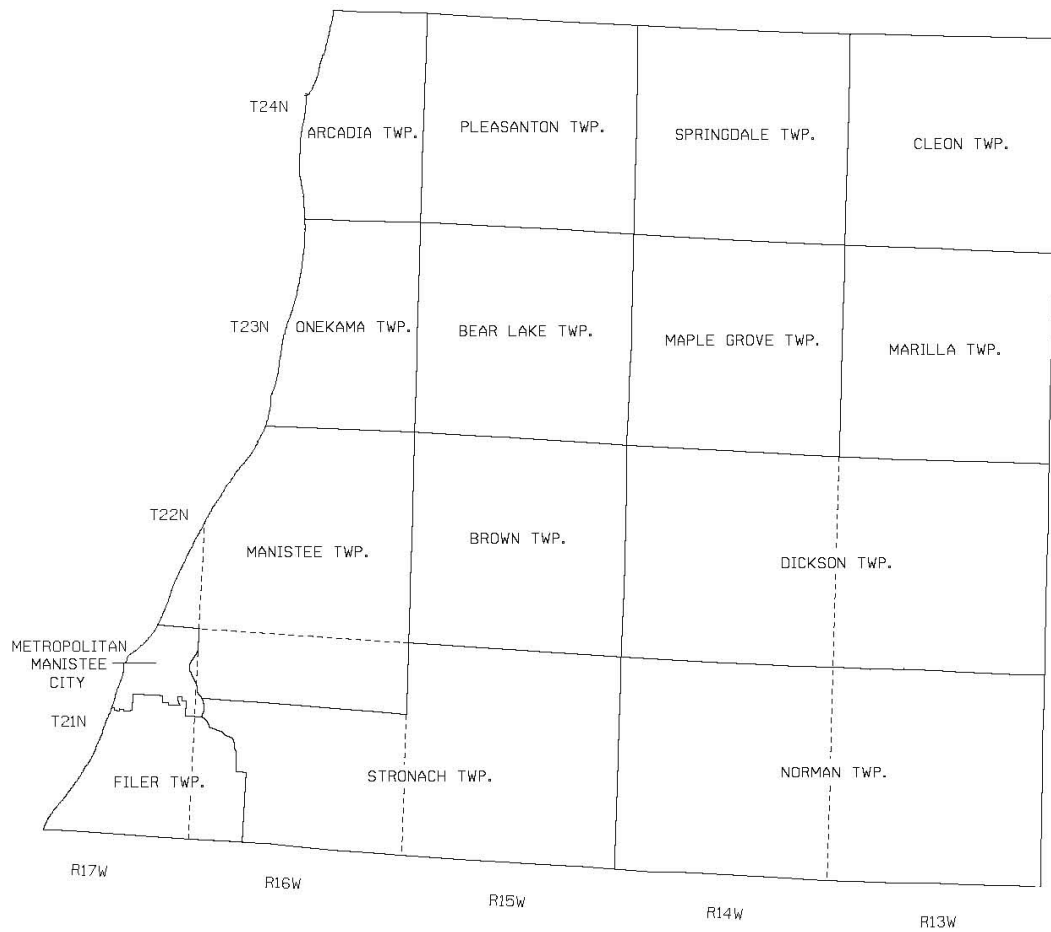 T24N
ARCADIA TWP.
PLEASANTON TWP.
SPRINGDALE TWP.
CLEON TWP.
T23N
ONEKAMA TWP.
BEAR LAKE TWP.
MAPLE GROVE TWP.
MARILLA TWP.
T22N
MANISTEE TWP.
BROWN TWP.
DICKSON TWP.
METROPOLITAN
MANISTEE
CITY
T21N
FILER TWP.
STRONACH TWP.
NORMAN TWP.
R17W
R16W
R15W
R14W
R13W